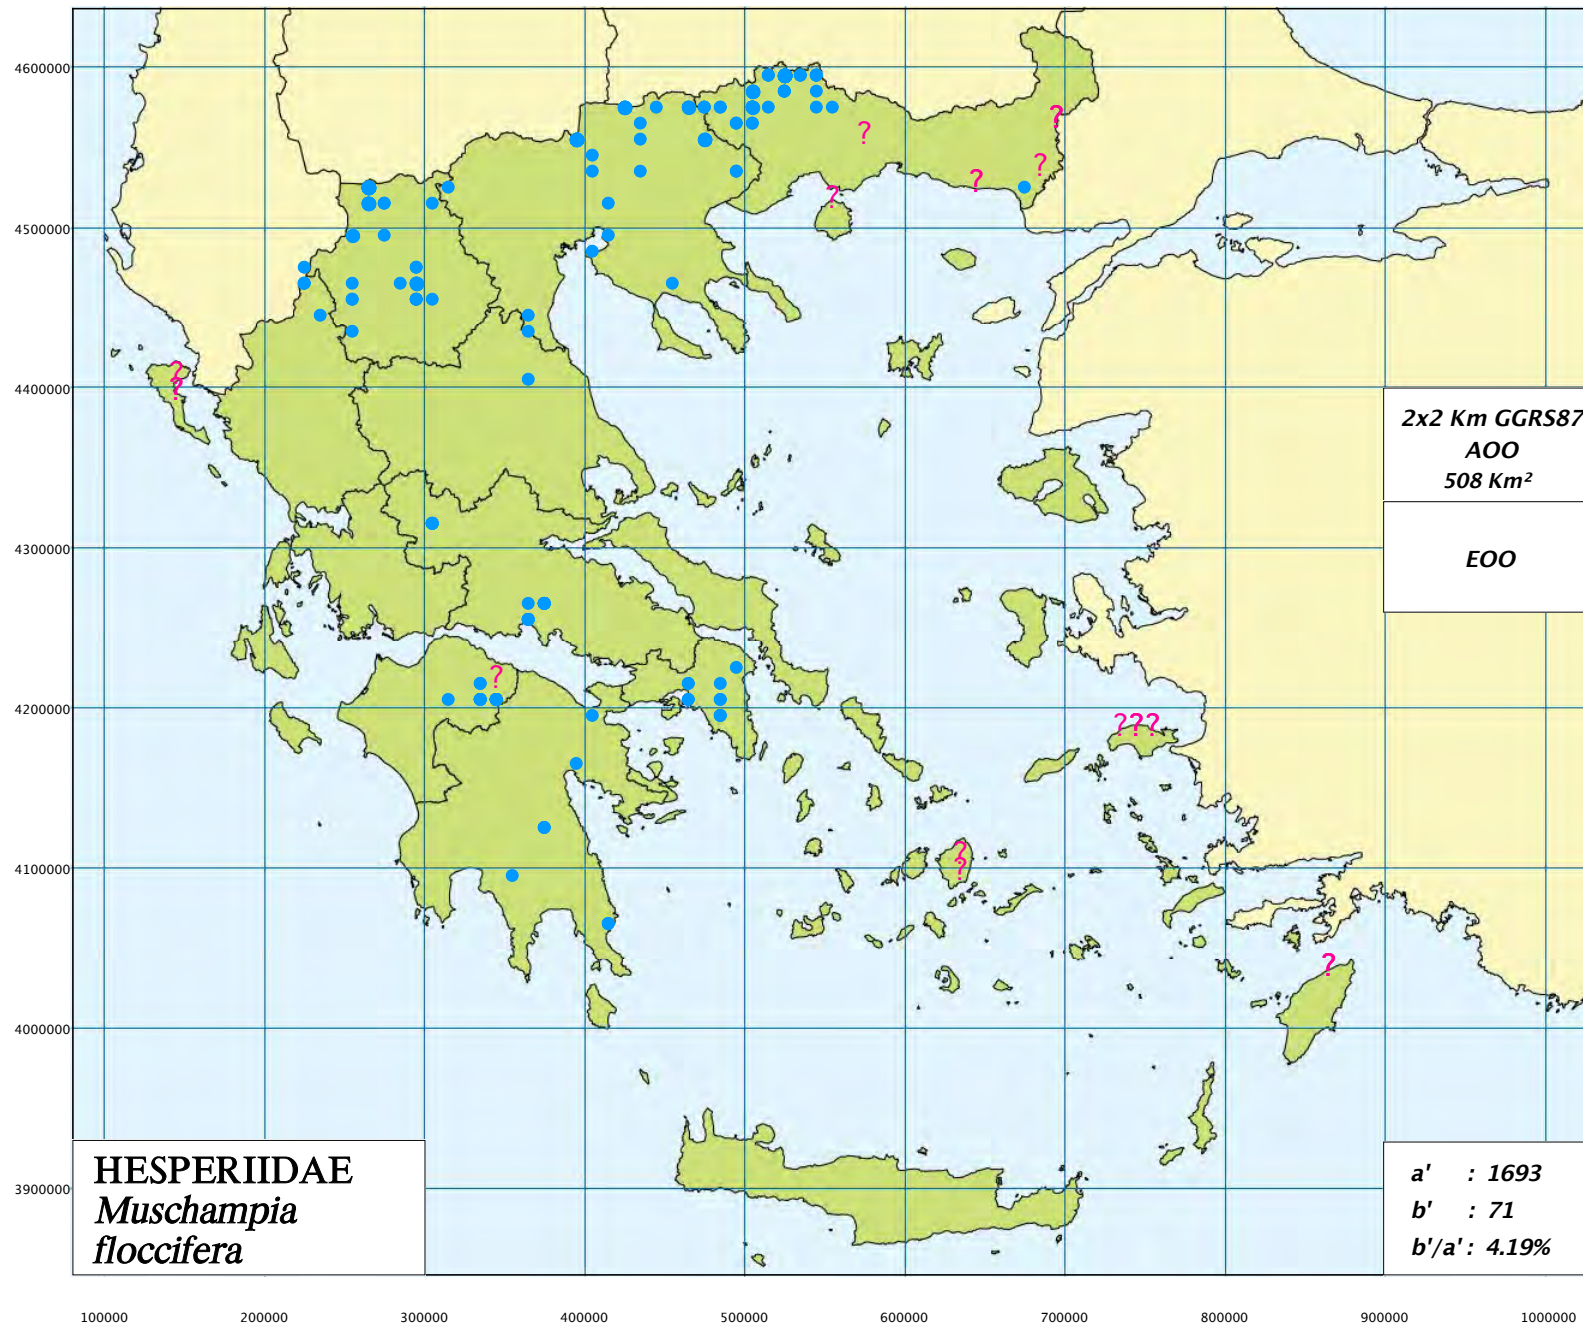 4600000
?
?
?
?
?
4500000
?
?
4400000
2x2 Km GGRS87
AOO
508 Km²
4300000
EOO
?
4200000
???
?
?
4100000
?
4000000
HESPERIIDAE
Muschampia
floccifera
3900000
a' : 1693
b' : 71
b'/a' : 4.19%
100000 200000 300000 400000 500000 600000 700000 800000 900000 1000000